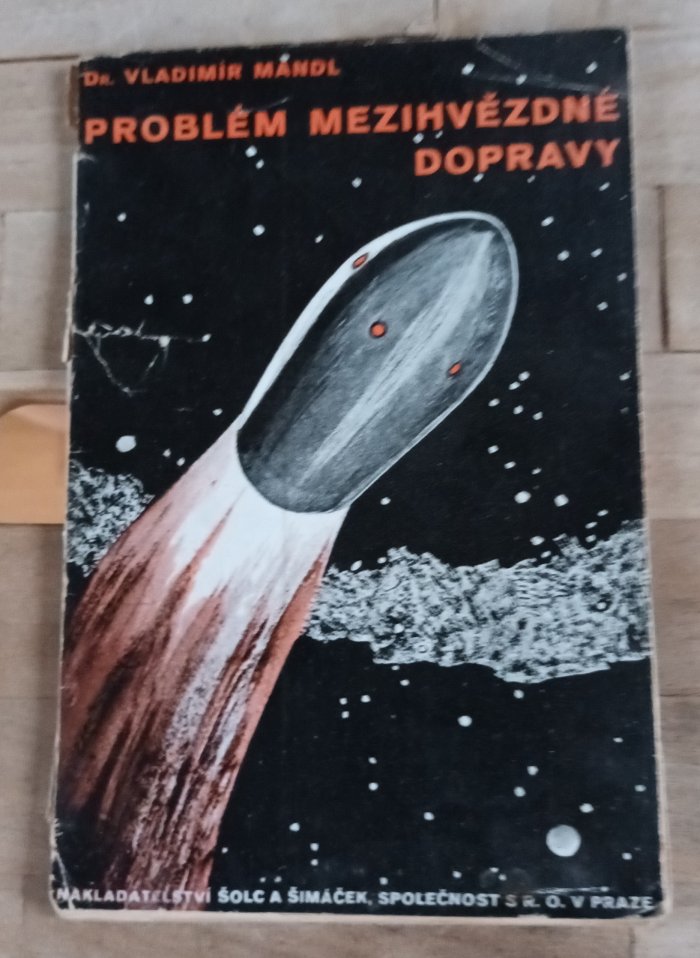 Dr. VLADIMÍR MANDL
PROBLÉM MEZIHVĚZDNÉ
DOPRAVY
NAKLADATELSTVÍ ŠOLC A ŠIMÁČEK, SPOLEČNOST S R. O. V PRAZE